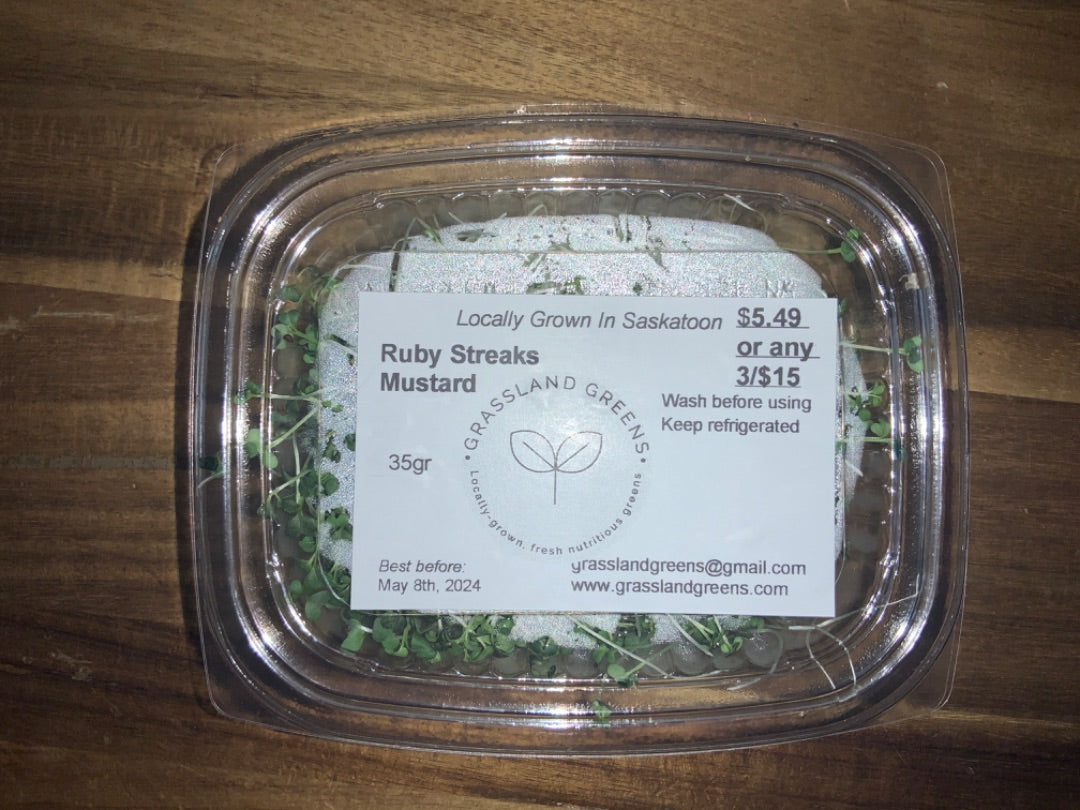 Locally Grown In Saskatoon
$5.49
or any
3/$15
Ruby Streaks
Mustard
Wash before using
Keep refrigerated
35gr
• GRASSLAND GREENS •
Locally-grown, fresh nutritious greens
Best before:
May 8th, 2024
grasslandgreens@gmail.com
www.grasslandgreens.com